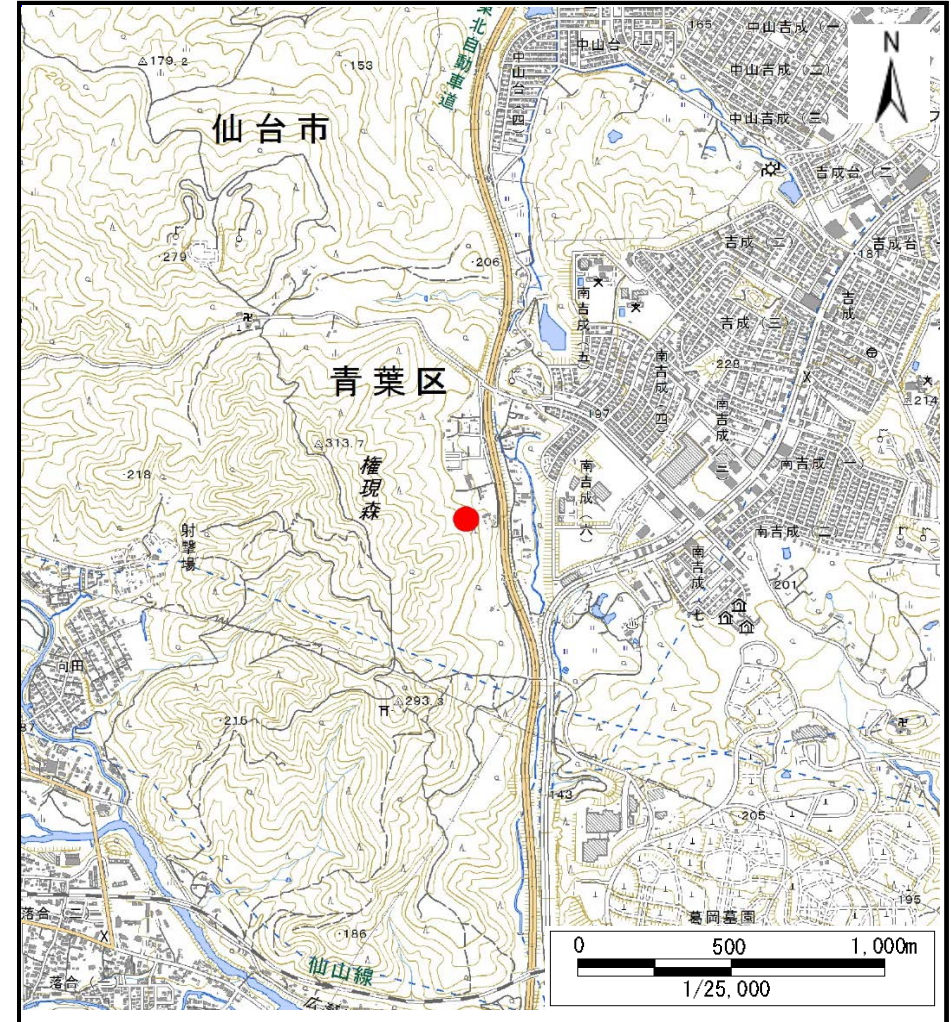 東北自動車道
165
中山吉成(一
中山台(一)
N
△179.2
・153
中山台(四)
中山吉成(二)
中山吉成(三)
200
仙台市
吉成台(二)
吉成(二)
吉成台
・181
279
・206
南吉成(五)
吉成
吉成(三)
青葉区
南吉成(四)
・228
△214
197
南吉成(三)
△313.7
・218
権現森
南吉成(六)
南吉成(二)
射撃場
南吉成一
南吉成(七)
201
向田
△293.3
・216
87
143
・205
195
葛岡墓園
落合(三)
0 500 1,000m
・186
仙山線
1/25,000
落合
広瀬